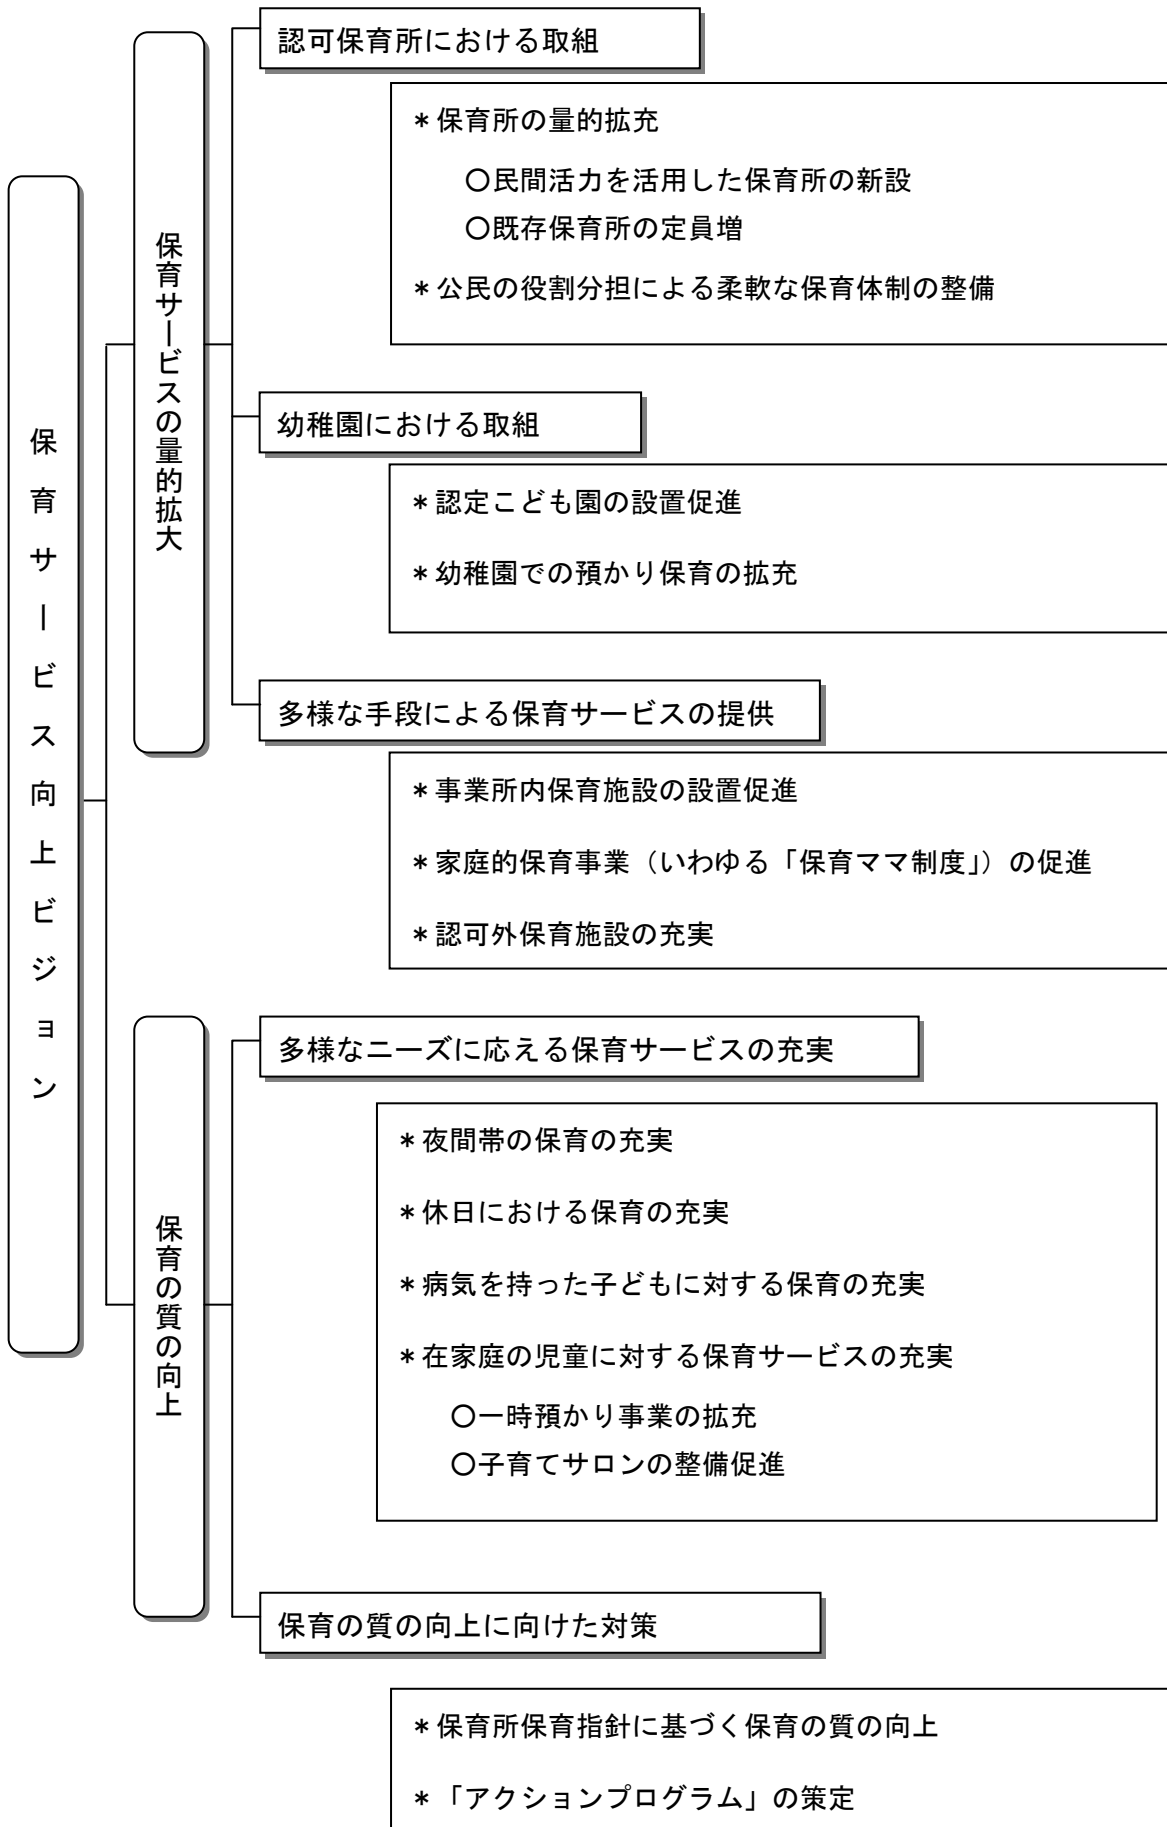 保育サービス向上ビジョン
保育サービスの量的拡大
認可保育所における取組
＊保育所の量的拡充
○民間活力を活用した保育所の新設
○既存保育所の定員増
＊公民の役割分担による柔軟な保育体制の整備
幼稚園における取組
＊認定こども園の設置促進
＊幼稚園での預かり保育の拡充
多様な手段による保育サービスの提供
＊事業所内保育施設の設置促進
＊家庭的保育事業（いわゆる「保育ママ制度」）の促進
＊認可外保育施設の充実
保育の質の向上
多様なニーズに応える保育サービスの充実
＊夜間帯の保育の充実
＊休日における保育の充実
＊病気を持った子どもに対する保育の充実
＊在家庭の児童に対する保育サービスの充実
○一時預かり事業の拡充
○子育てサロンの整備促進
保育の質の向上に向けた対策
＊保育所保育指針に基づく保育の質の向上
＊「アクションプログラム」の策定